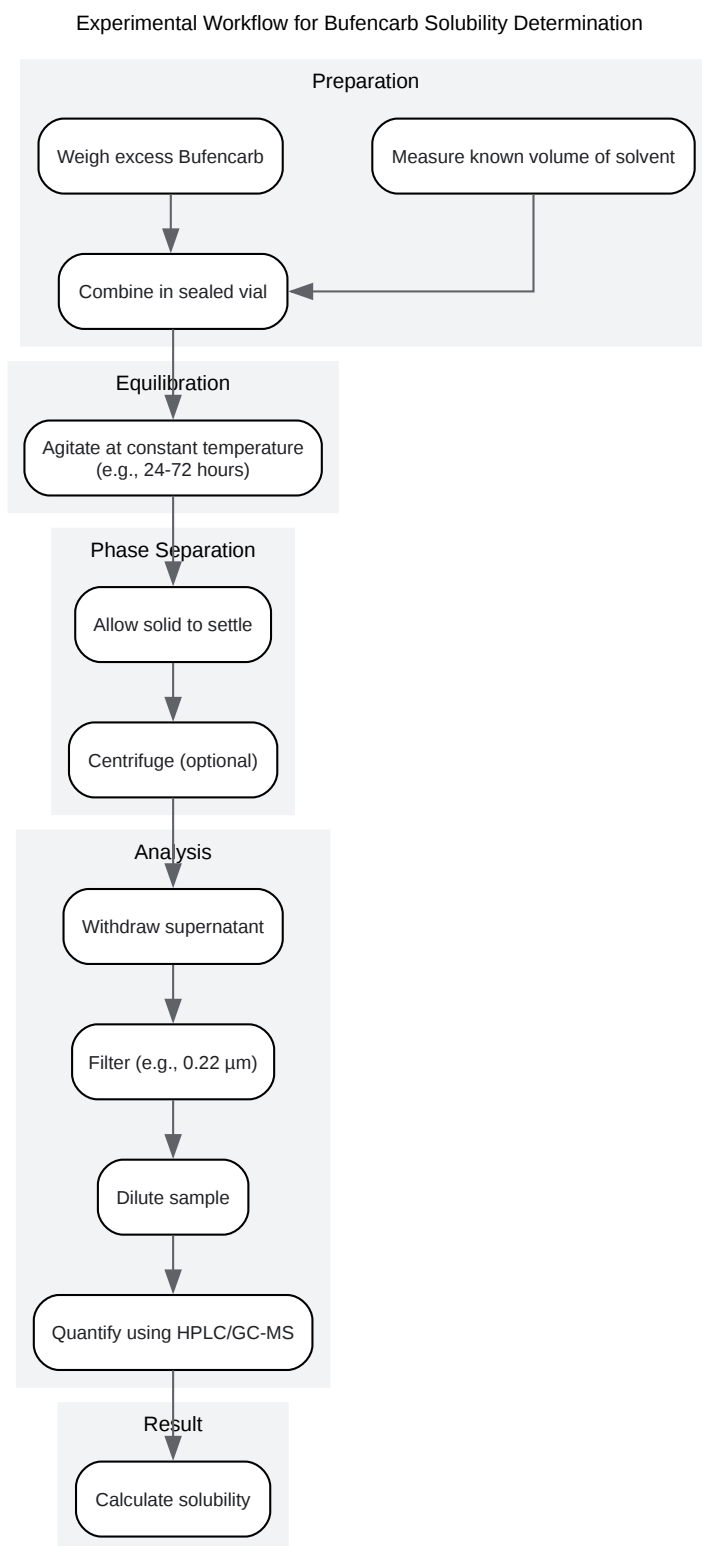 Experimental Workflow for Bufencarb Solubility Determination
Preparation
Weigh excess Bufencarb
Measure known volume of solvent
Combine in sealed vial
Equilibration
Agitate at constant temperature
(e.g., 24-72 hours)
Phase Separation
Allow solid to settle
Centrifuge (optional)
Analysis
Withdraw supernatant
Filter (e.g., 0.22 µm)
Dilute sample
Quantify using HPLC/GC-MS
Result
Calculate solubility